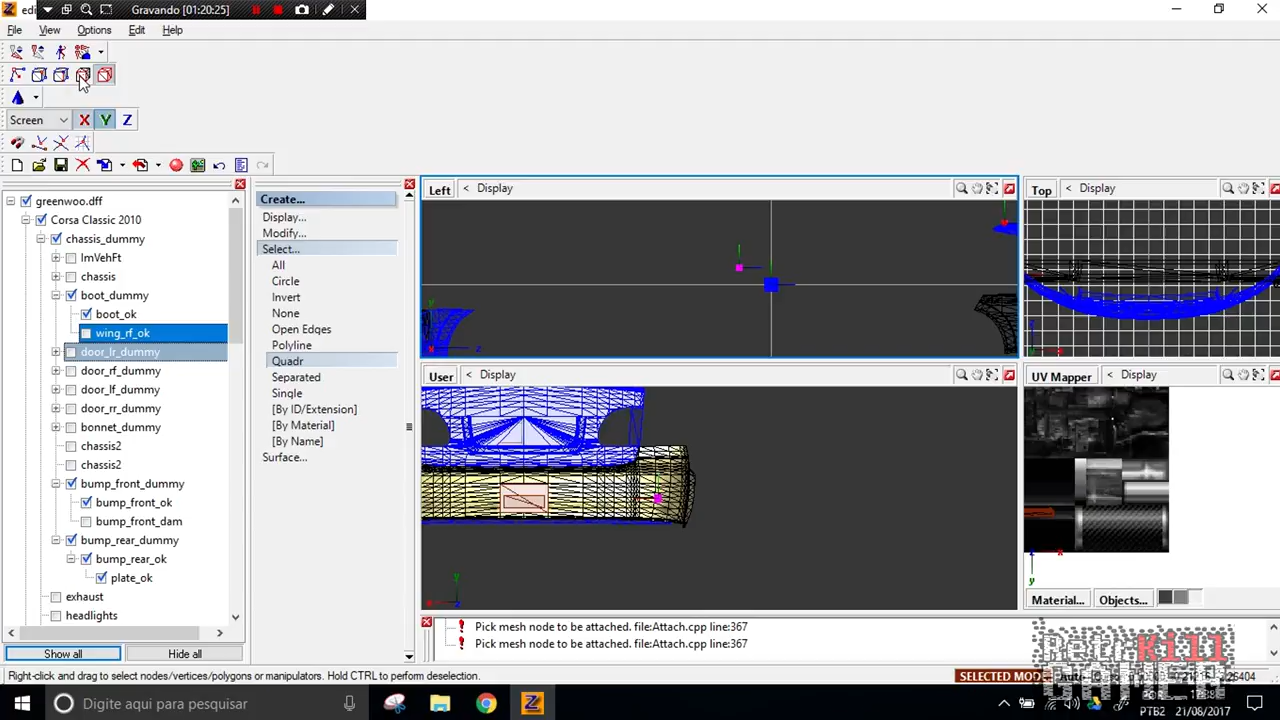 edi
Gravando [01:20:25]
File View Options Edit Help
Screen X Y Z
greenwoo.dff
Corsa Classic 2010
chassis_dummy
ImVehFt
chassis
boot_dummy
boot_ok
wing_rf_ok
door_lr_dummy
door_rf_dummy
door_lf_dummy
door_rr_dummy
bonnet_dummy
chassis2
chassis2
bump_front_dummy
bump_front_ok
bump_front_dam
bump_rear_dummy
bump_rear_ok
plate_ok
exhaust
headlights
Show all
Hide all
Create...
Display...
Modify...
Select...
All
Circle
Invert
None
Open Edges
Polyline
Quadr
Separated
Single
[By ID/Extension]
[By Material]
[By Name]
Surface...
Left < Display
Top < Display
User < Display
UV Mapper < Display
Material...
Objects...
Pick mesh node to be attached. file:Attach.cpp line:367
Pick mesh node to be attached. file:Attach.cpp line:367
Right-click and drag to select nodes/vertices/polygons or manipulators. Hold CTRL to perform deselection.
SELECTED MOD
Auto
Digite aqui para pesquisar
PTB2
21/08/2017